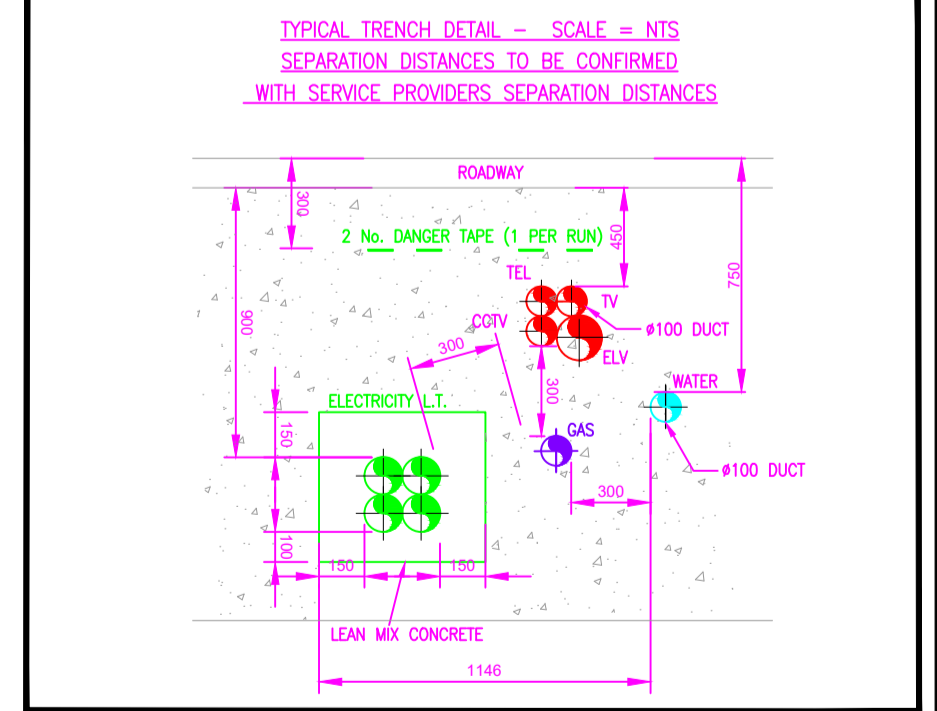 TYPICAL TRENCH DETAIL – SCALE = NTS
SEPARATION DISTANCES TO BE CONFIRMED
WITH SERVICE PROVIDERS SEPARATION DISTANCES
ROADWAY
300
2 No. DANGER TAPE (1 PER RUN)
450
750
900
TEL
TV
CCTV
ø100 DUCT
300
ELV
300
WATER
ELECTRICITY L.T.
150
GAS
ø100 DUCT
300
100
150
150
LEAN MIX CONCRETE
1146